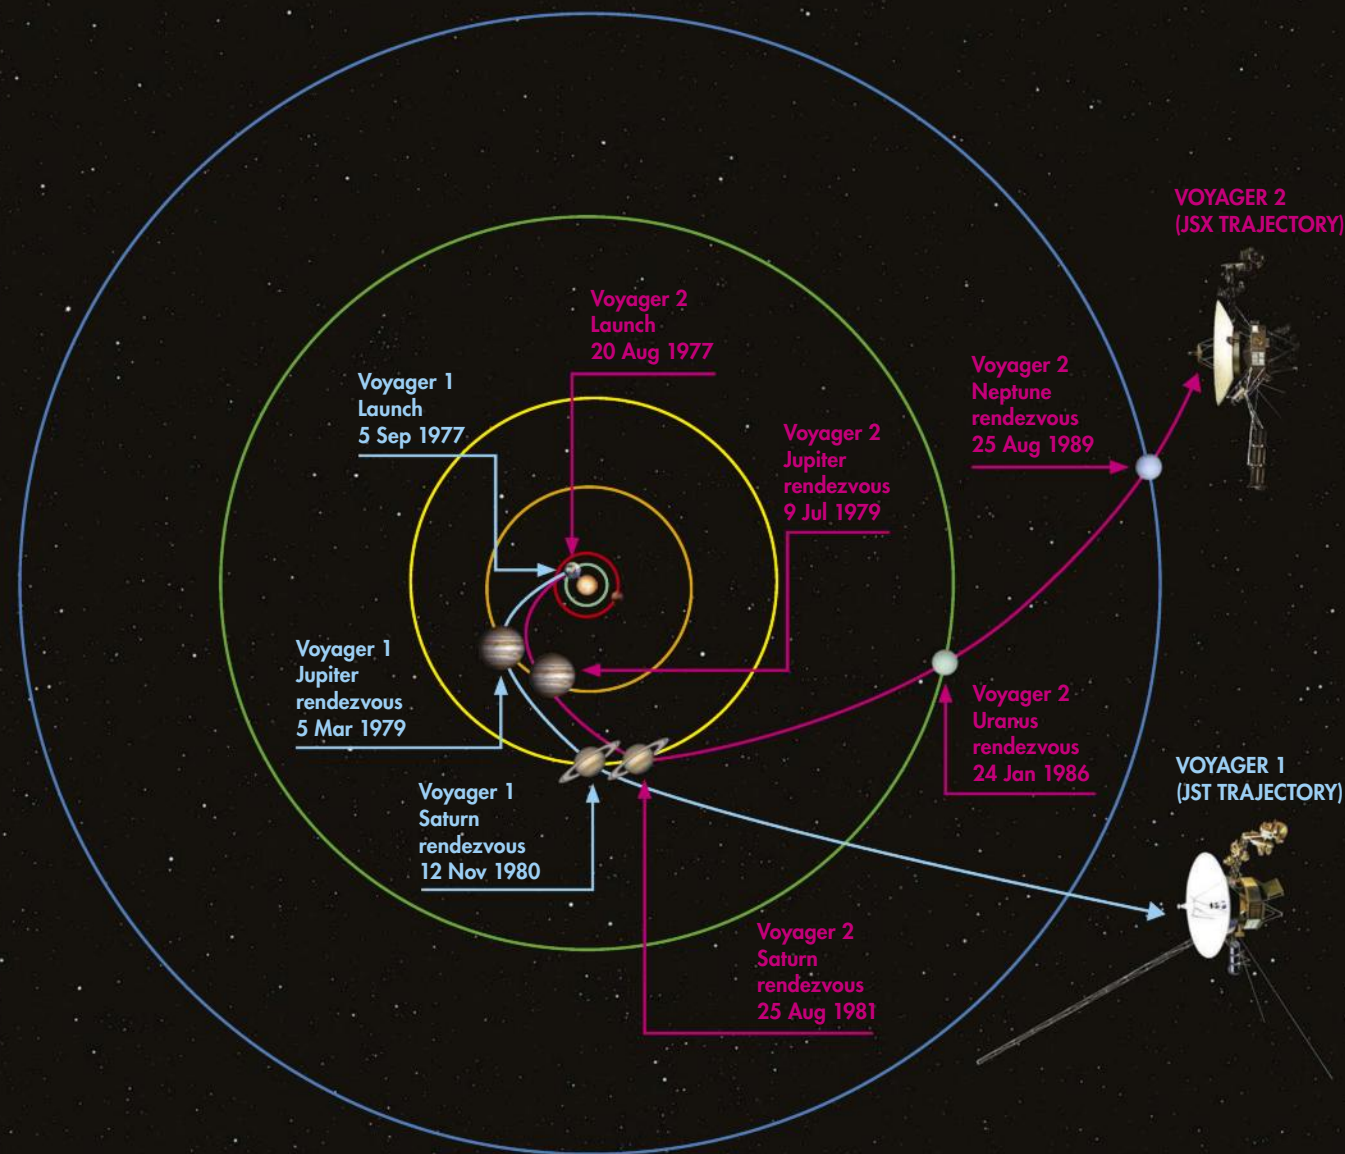 VOYAGER 2
(JSX TRAJECTORY)
Voyager 2
Launch
20 Aug 1977
Voyager 1
Launch
5 Sep 1977
Voyager 2
Neptune
rendezvous
25 Aug 1989
Voyager 2
Jupiter
rendezvous
9 Jul 1979
Voyager 1
Jupiter
rendezvous
5 Mar 1979
Voyager 2
Uranus
rendezvous
24 Jan 1986
VOYAGER 1
(JST TRAJECTORY)
Voyager 1
Saturn
rendezvous
12 Nov 1980
Voyager 2
Saturn
rendezvous
25 Aug 1981